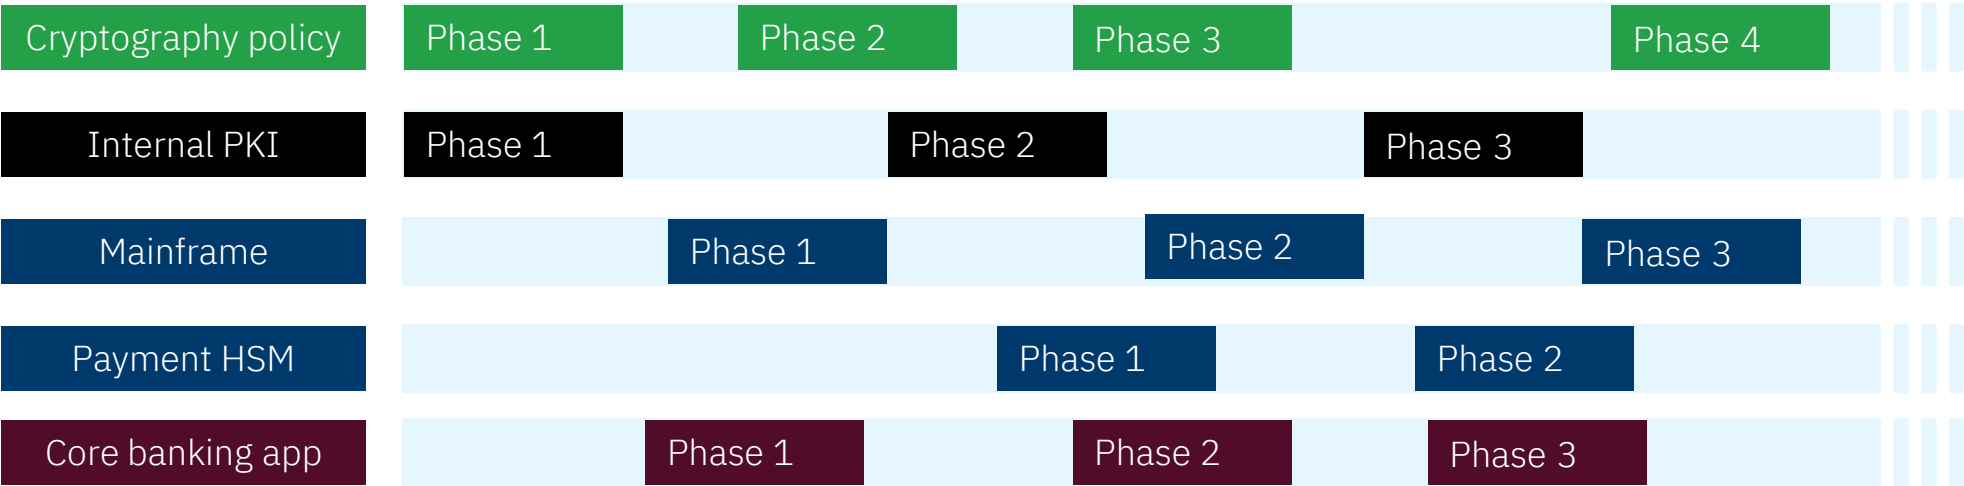 Cryptography policy Phase 1 Phase 2 Phase 3 Phase 4
Internal PKI Phase 1 Phase 2 Phase 3
Mainframe Phase 1 Phase 2 Phase 3
Payment HSM Phase 1 Phase 2
Core banking app Phase 1 Phase 2 Phase 3